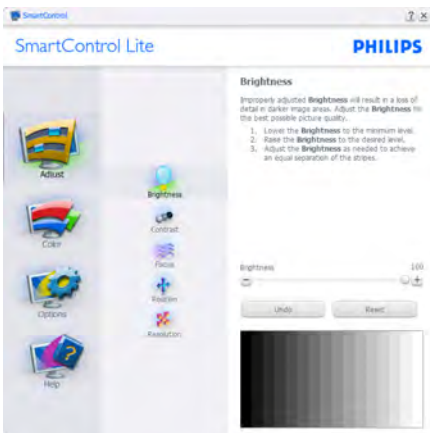 SmartControl
? ×
SmartControl Lite
PHILIPS
Brightness
Improperly adjusted Brightness will result in a loss of
detail in darker image areas. Adjust the Brightness for
the best possible picture quality.
1. Lower the Brightness to the minimum level.
2. Raise the Brightness to the desired level.
3. Adjust the Brightness as needed to achieve
an equal separation of the stripes.
Adjust
Color
Options
Help
Brightness
Contrast
Focus
Position
Resolution
Brightness 100
Undo Reset